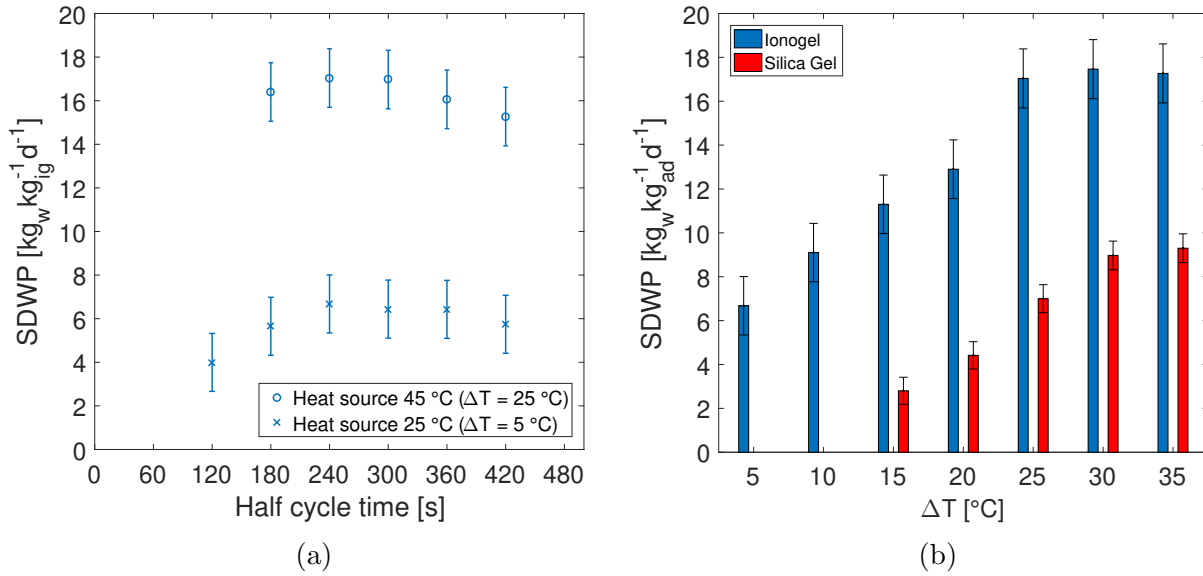 20
18
16
14
12
10
8
6
4
2
0
SDWP [kg_w kg_ig^-1 d^-1]
Heat source 45 °C (ΔT = 25 °C)
Heat source 25 °C (ΔT = 5 °C)
0 60 120 180 240 300 360 420 480
Half cycle time [s]
(a)
20
18
16
14
12
10
8
6
4
2
0
SDWP [kg_w kg_ad^-1 d^-1]
Ionogel
Silica Gel
5 10 15 20 25 30 35
ΔT [°C]
(b)